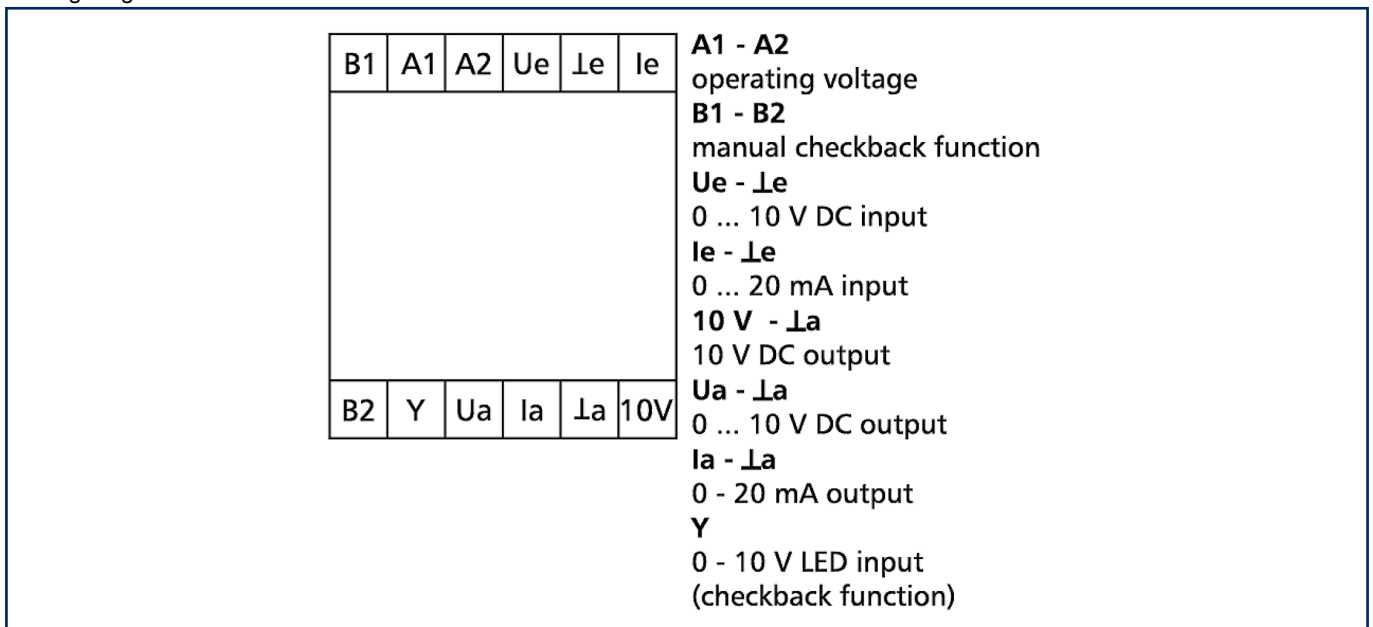 B1 A1 A2 Ue ⊥e Ie
B2 Y Ua Ia ⊥a 10V
A1 - A2
operating voltage
B1 - B2
manual checkback function
Ue - ⊥e
0 ... 10 V DC input
Ie - ⊥e
0 ... 20 mA input
10 V - ⊥a
10 V DC output
Ua - ⊥a
0 ... 10 V DC output
Ia - ⊥a
0 - 20 mA output
Y
0 - 10 V LED input
(checkback function)